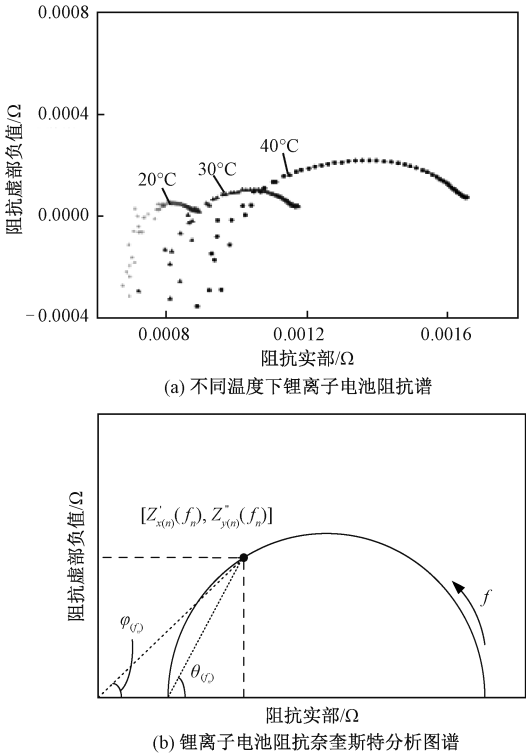 0.0008
0.0004
0.0000
−0.0004
阻抗虚部负值/Ω
20°C
30°C
40°C
0.0008
0.0012
0.0016
阻抗实部/Ω
(a) 不同温度下锂离子电池阻抗谱
阻抗虚部负值/Ω
[Z'x(n)(fn), Z"y(n)(fn)]
f
φ(fn)
θ(fn)
阻抗实部/Ω
(b) 锂离子电池阻抗奈奎斯特分析图谱